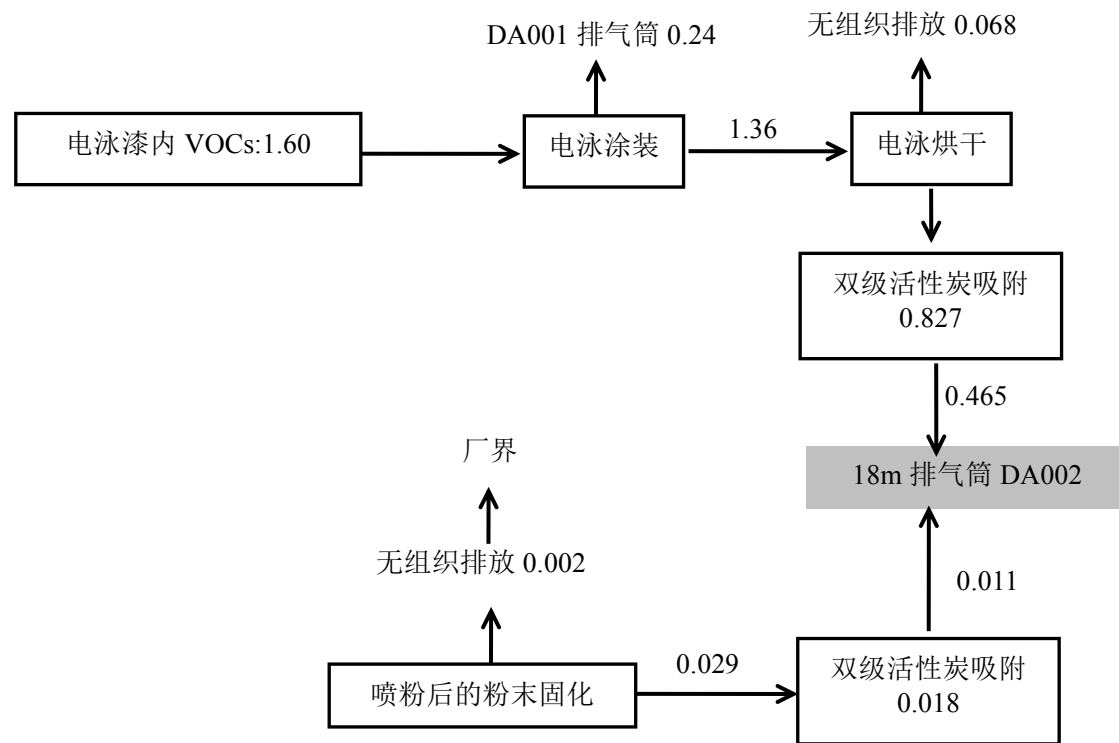 DA001 排气筒 0.24
无组织排放 0.068
电泳漆内 VOCs:1.60
电泳涂装
1.36
电泳烘干
双级活性炭吸附
0.827
0.465
18m 排气筒 DA002
厂界
无组织排放 0.002
0.011
喷粉后的粉末固化
0.029
双级活性炭吸附
0.018